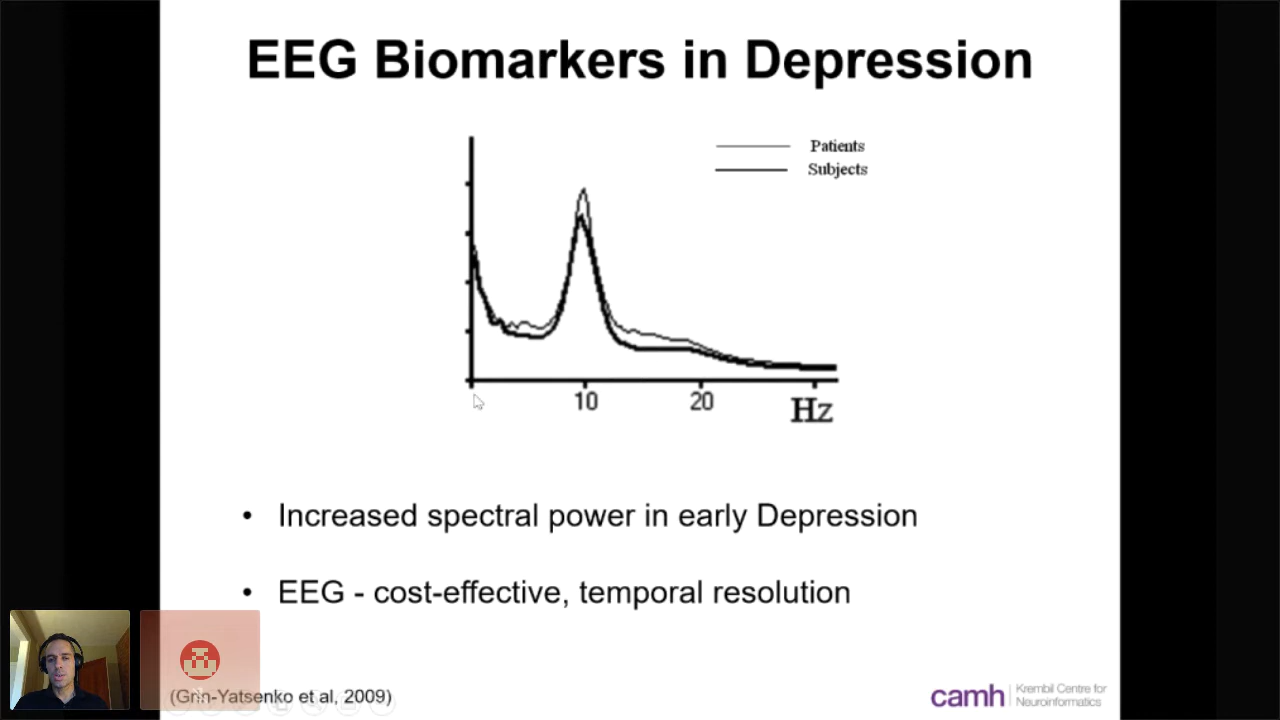 EEG Biomarkers in Depression
Patients
Subjects
10
20
Hz
• Increased spectral power in early Depression
• EEG - cost-effective, temporal resolution
(Grin-Yatsenko et al, 2009)
camh
Krembil Centre for
Neuroinformatics